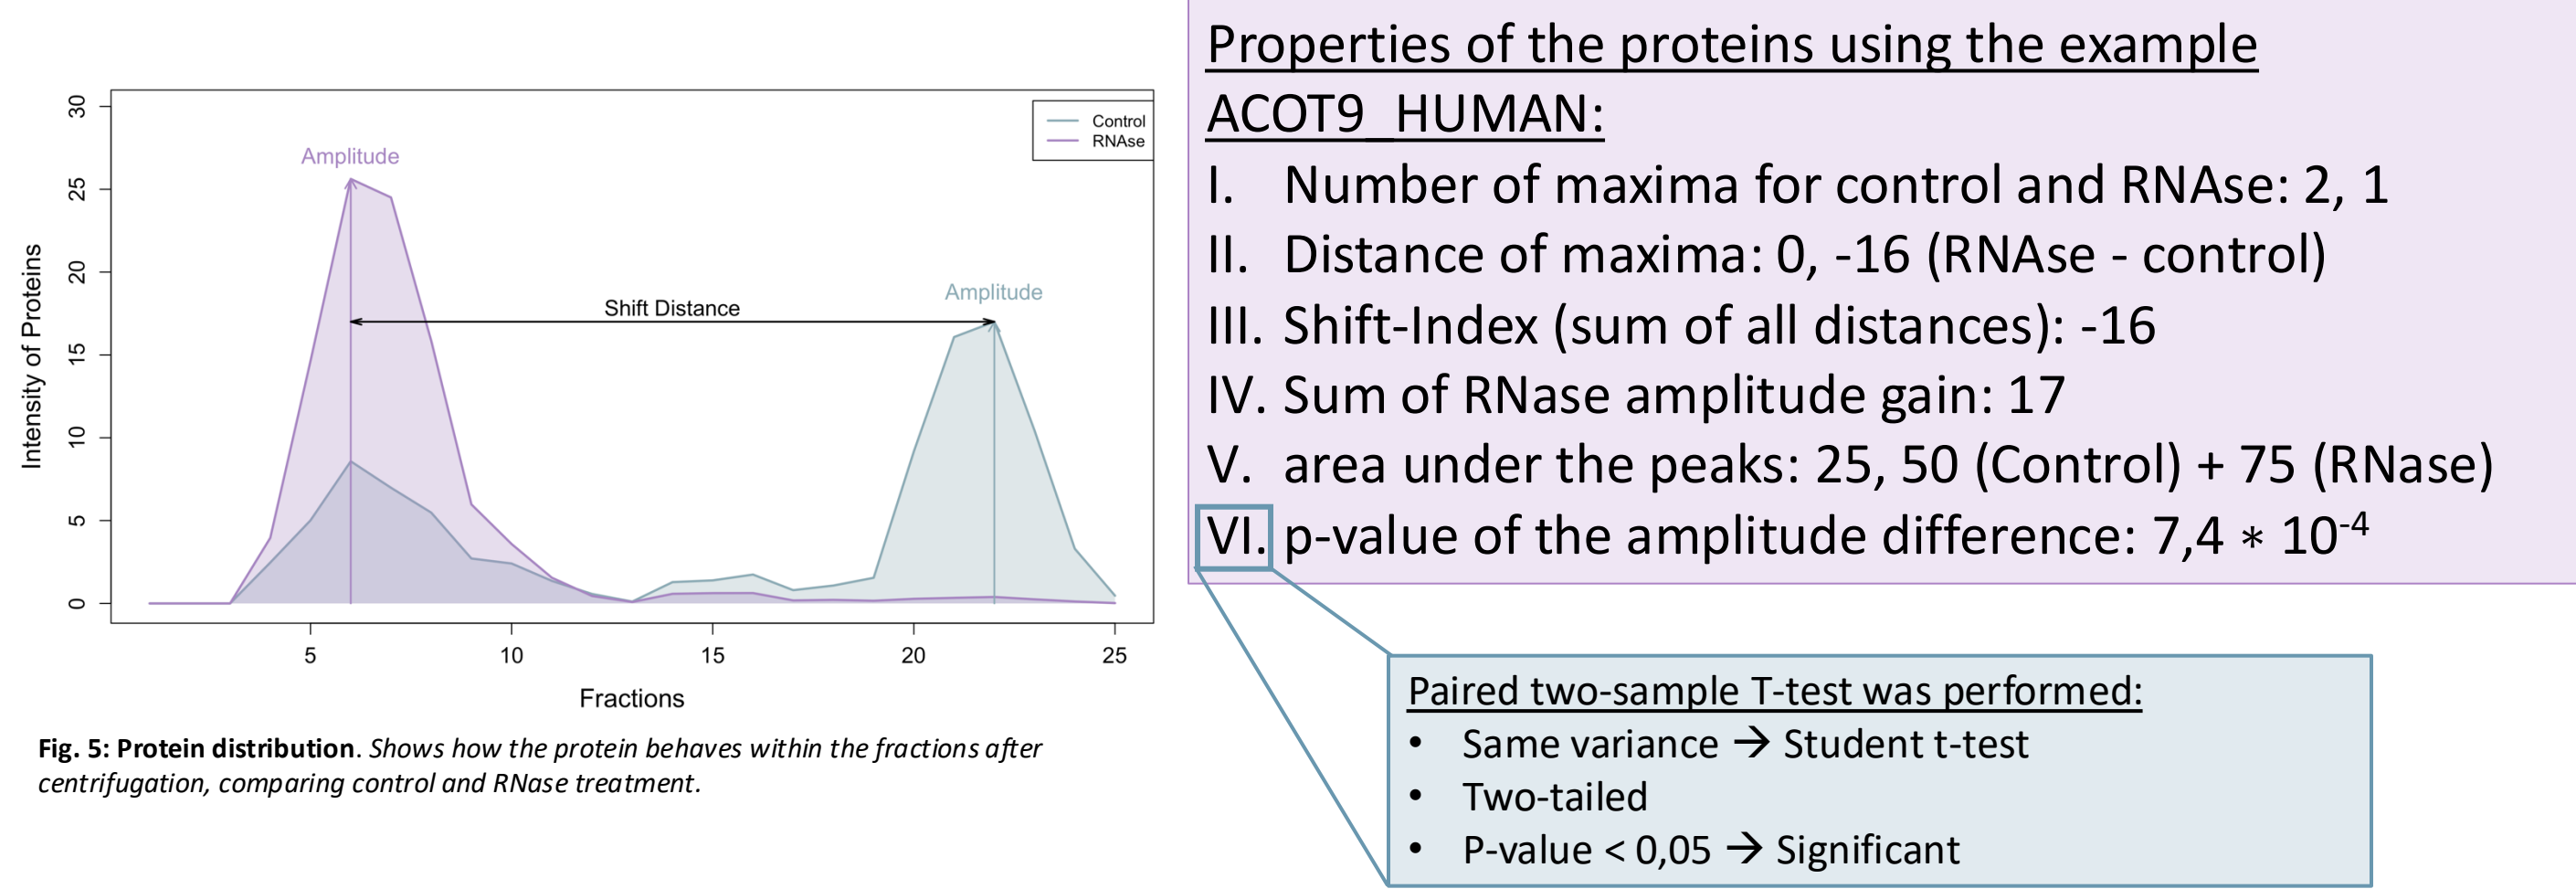 30
25
20
15
10
5
0
Intensity of Proteins
Amplitude
Control
RNAse
Amplitude
Shift Distance
5 10 15 20 25
Fractions
Fig. 5: Protein distribution. Shows how the protein behaves within the fractions after
centrifugation, comparing control and RNase treatment.
Properties of the proteins using the example
ACOT9_HUMAN:
I. Number of maxima for control and RNAse: 2, 1
II. Distance of maxima: 0, -16 (RNAse - control)
III. Shift-Index (sum of all distances): -16
IV. Sum of RNase amplitude gain: 17
V. area under the peaks: 25, 50 (Control) + 75 (RNase)
VI. p-value of the amplitude difference: 7,4 * 10⁻⁴
Paired two-sample T-test was performed:
• Same variance → Student t-test
• Two-tailed
• P-value < 0,05 → Significant